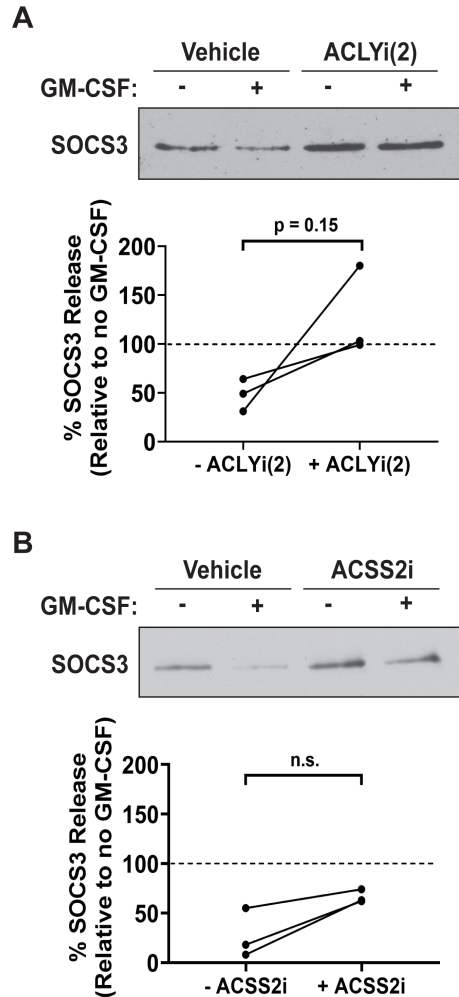 A
Vehicle ACLYi(2)
GM-CSF: - + - +
SOCS3
p = 0.15
% SOCS3 Release
(Relative to no GM-CSF)
200
150
100
50
0
- ACLYi(2) + ACLYi(2)
B
Vehicle ACSS2i
GM-CSF: - + - +
SOCS3
n.s.
% SOCS3 Release
(Relative to no GM-CSF)
200
150
100
50
0
- ACSS2i + ACSS2i